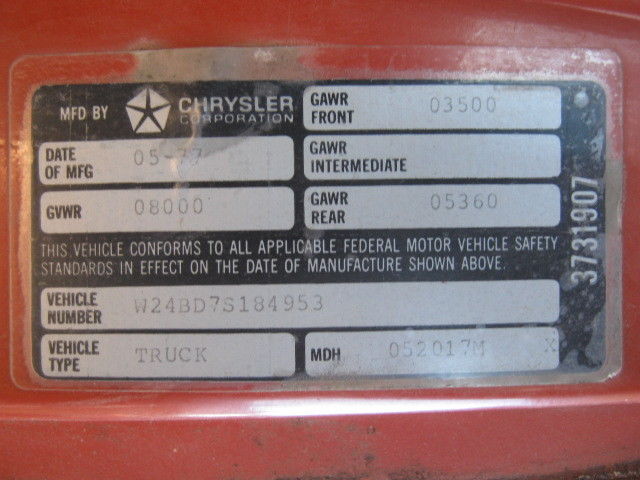 MFD BY CHRYSLER CORPORATION
GAWR FRONT 03500
DATE OF MFG 05-77
GAWR INTERMEDIATE
GVWR 08000
GAWR REAR 05360
THIS VEHICLE CONFORMS TO ALL APPLICABLE FEDERAL MOTOR VEHICLE SAFETY
STANDARDS IN EFFECT ON THE DATE OF MANUFACTURE SHOWN ABOVE.
VEHICLE NUMBER W24BD7S184953
VEHICLE TYPE TRUCK
MDH 052017M X
3731907